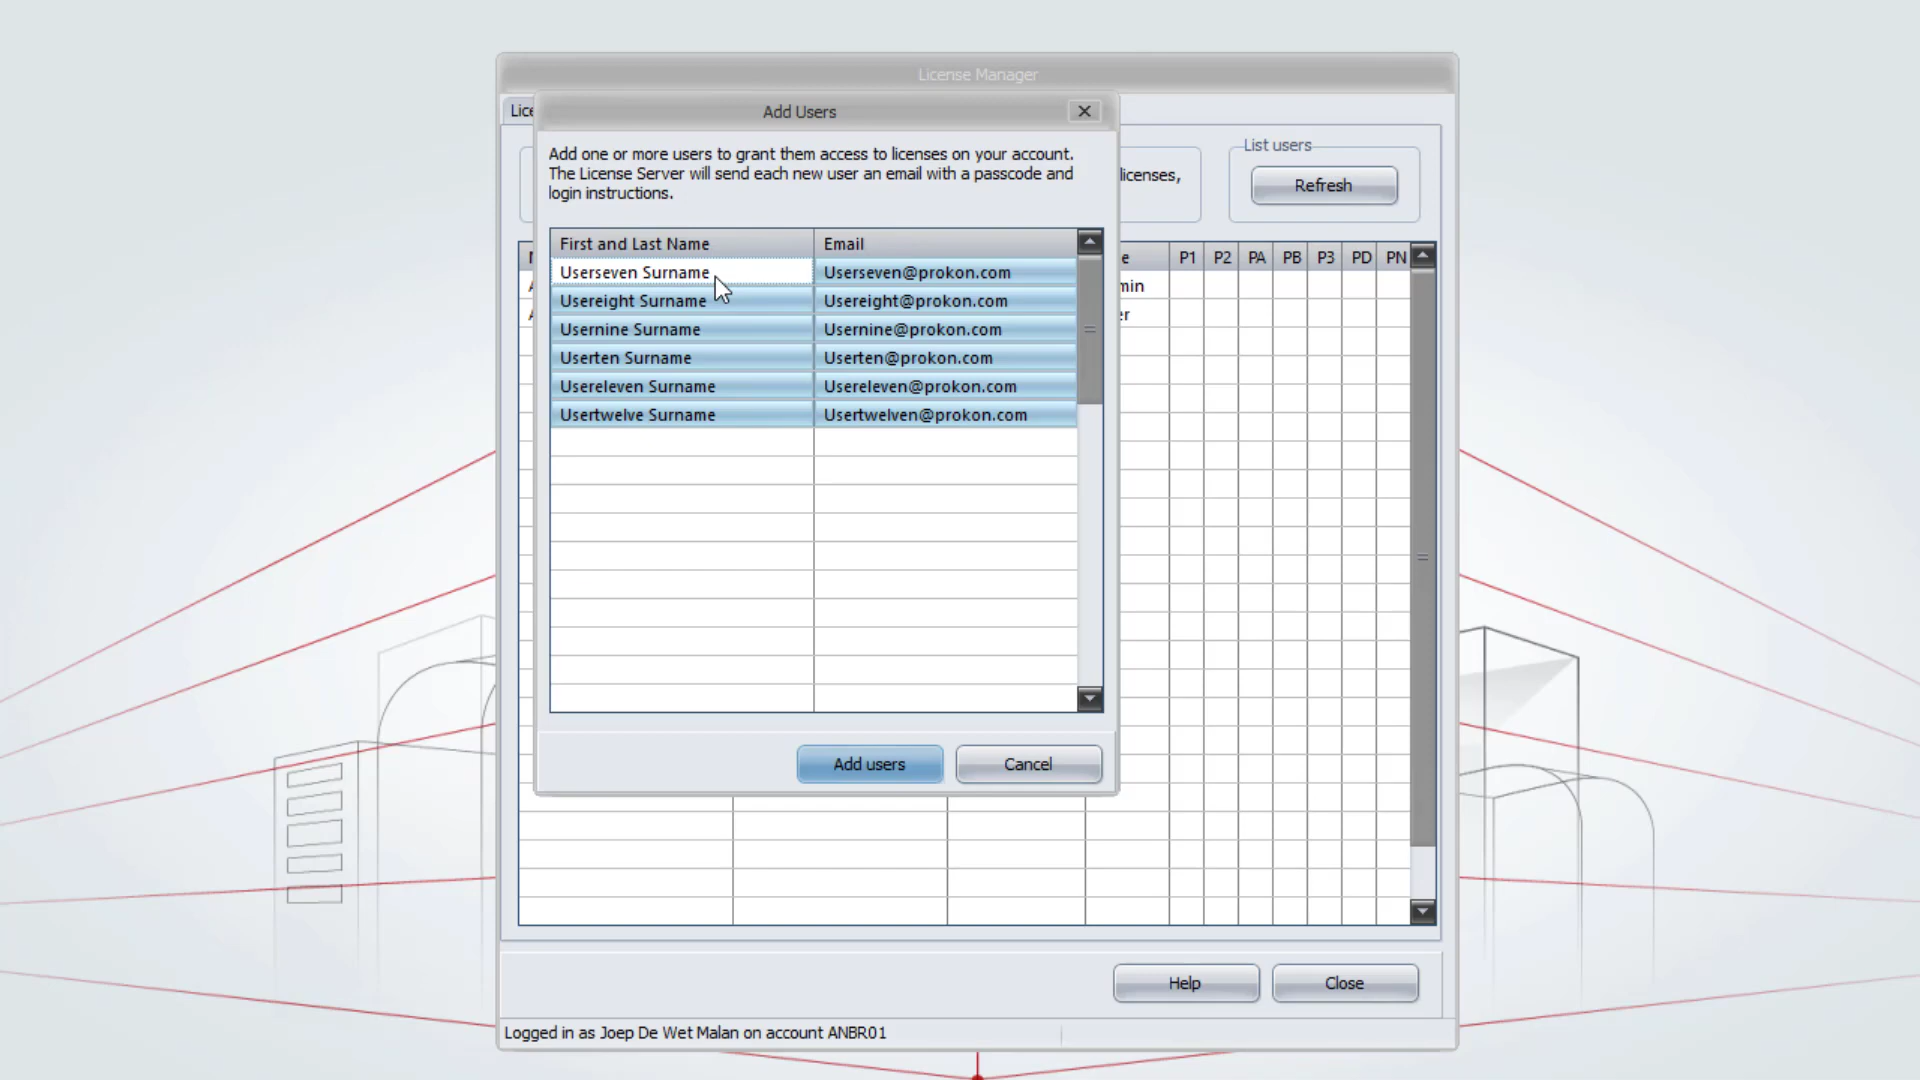 License Manager
Lice
Add Users
Add one or more users to grant them access to licenses on your account.
The License Server will send each new user an email with a passcode and
login instructions.
licenses,
List users
Refresh
First and Last Name Email
Userseven Surname Userseven@prokon.com
Usereight Surname Usereight@prokon.com
Usernine Surname Usernine@prokon.com
Userten Surname Userten@prokon.com
Usereleven Surname Usereleven@prokon.com
Usertwelve Surname Usertwelven@prokon.com
e P1 P2 PA PB P3 PD PN
min
er
Add users Cancel
Help Close
Logged in as Joep De Wet Malan on account ANBR01